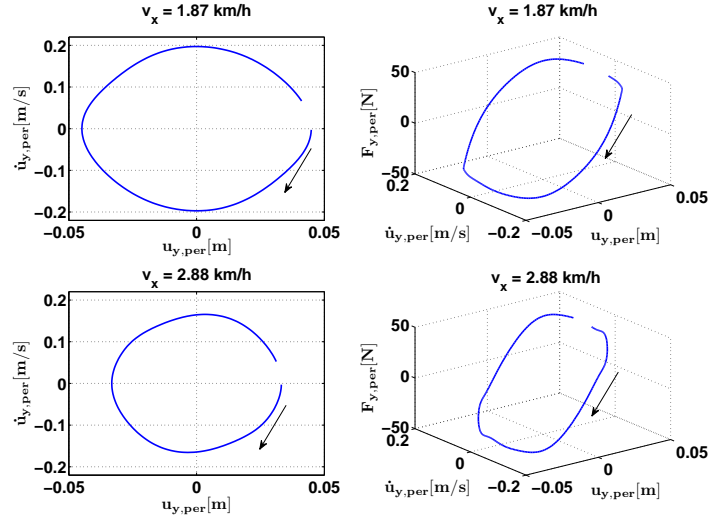 v_x = 1.87 km/h
v_x = 1.87 km/h
0.2
0.1
0
−0.1
−0.2
u̇_y,per[m/s]
−0.05
0
0.05
u_y,per[m]
50
0
−50
F_y,per[N]
0.2
0
−0.2
u̇_y,per[m/s]
−0.05
0
0.05
u_y,per[m]
v_x = 2.88 km/h
v_x = 2.88 km/h
0.2
0.1
0
−0.1
−0.2
u̇_y,per[m/s]
−0.05
0
0.05
u_y,per[m]
50
0
−50
F_y,per[N]
0.2
0
−0.2
u̇_y,per[m/s]
−0.05
0
0.05
u_y,per[m]